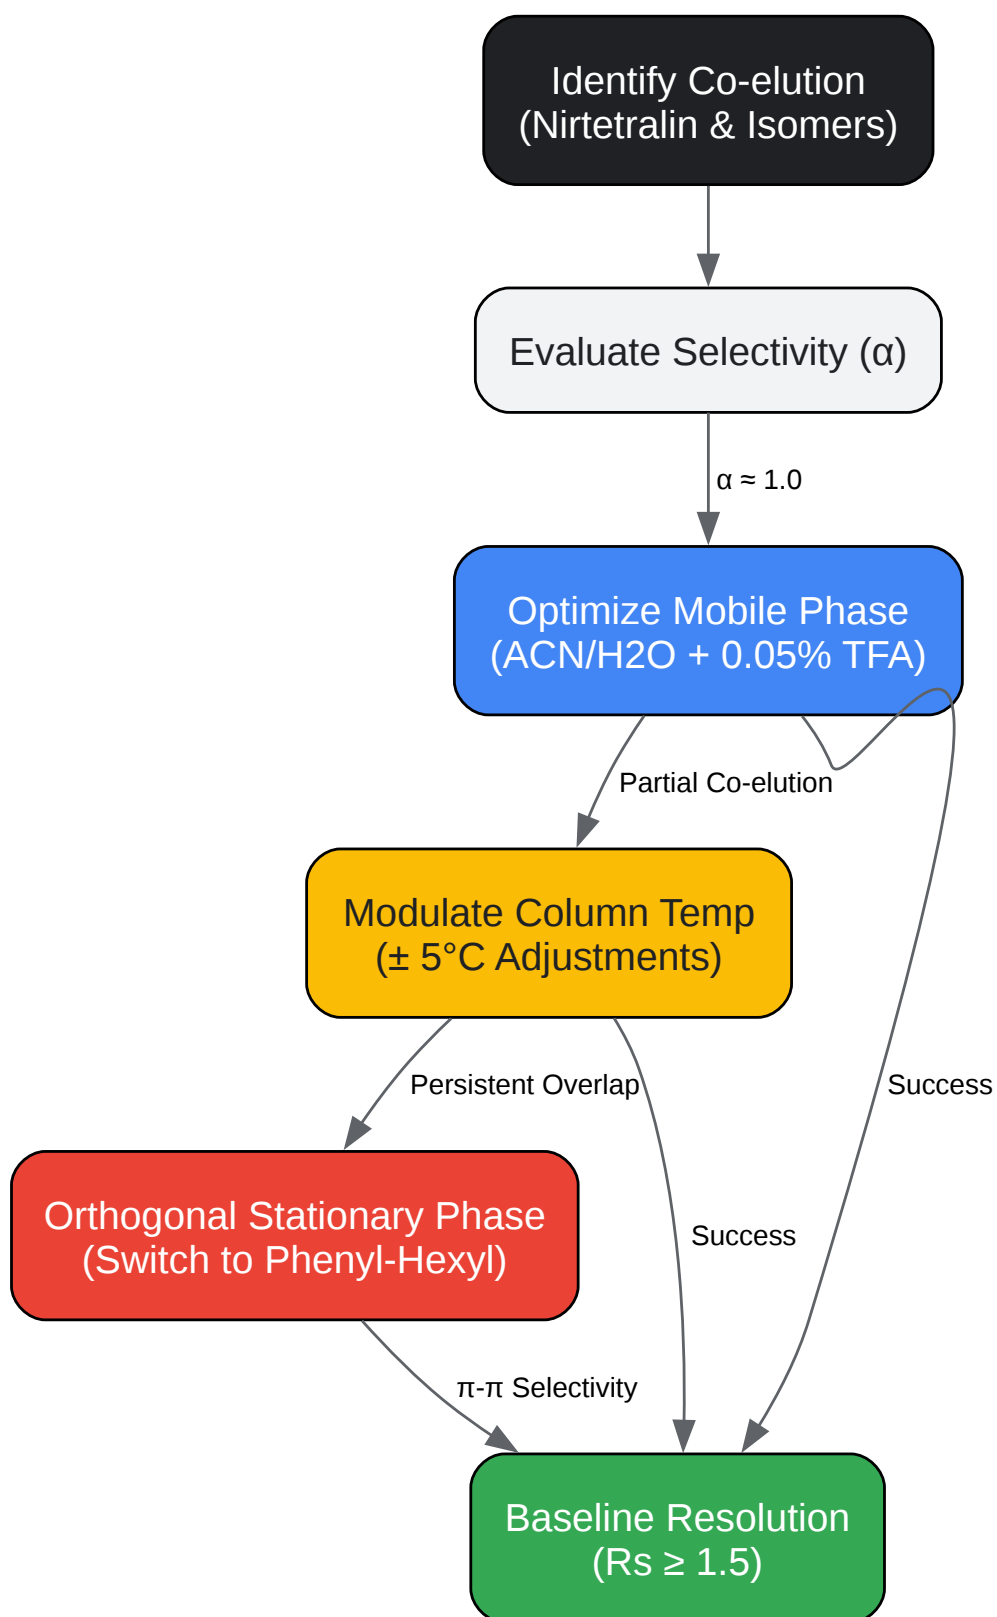 Identify Co-elution
(Nirtetralin & Isomers)
Evaluate Selectivity (α)
α ≈ 1.0
Optimize Mobile Phase
(ACN/H2O + 0.05% TFA)
Partial Co-elution
Modulate Column Temp
(± 5°C Adjustments)
Persistent Overlap
Success
Orthogonal Stationary Phase
(Switch to Phenyl-Hexyl)
Success
π-π Selectivity
Baseline Resolution
(Rs ≥ 1.5)